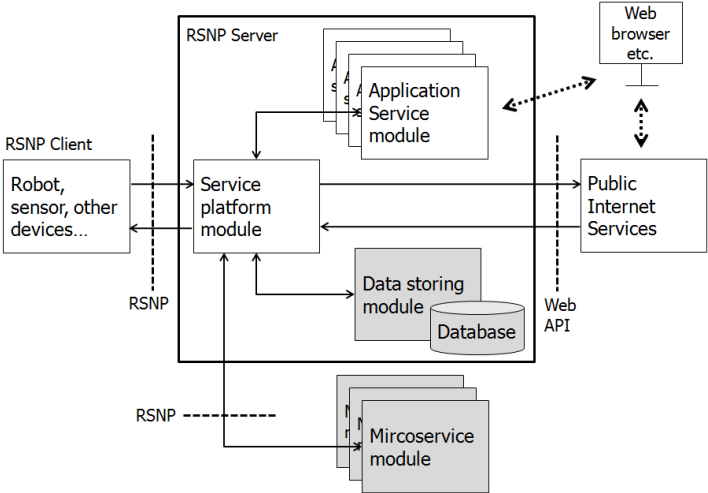 Web
browser
etc.
RSNP Server
Application
Service
module
RSNP Client
Robot,
sensor, other
devices...
Service
platform
module
Public
Internet
Services
RSNP
Data storing
module
Database
Web
API
RSNP
Mircoservice
module